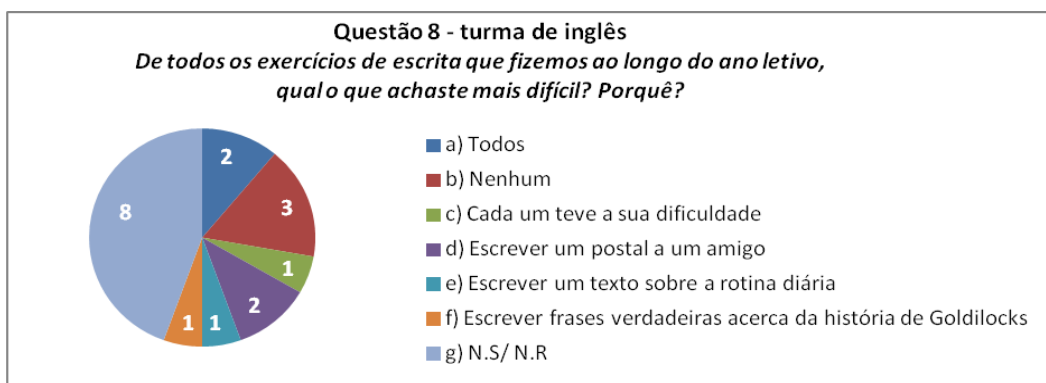 Questão 8 - turma de inglês
De todos os exercícios de escrita que fizemos ao longo do ano letivo,
qual o que achaste mais difícil? Porquê?
2
3
1
2
1
1
8
a) Todos
b) Nenhum
c) Cada um teve a sua dificuldade
d) Escrever um postal a um amigo
e) Escrever um texto sobre a rotina diária
f) Escrever frases verdadeiras acerca da história de Goldilocks
g) N.S/ N.R